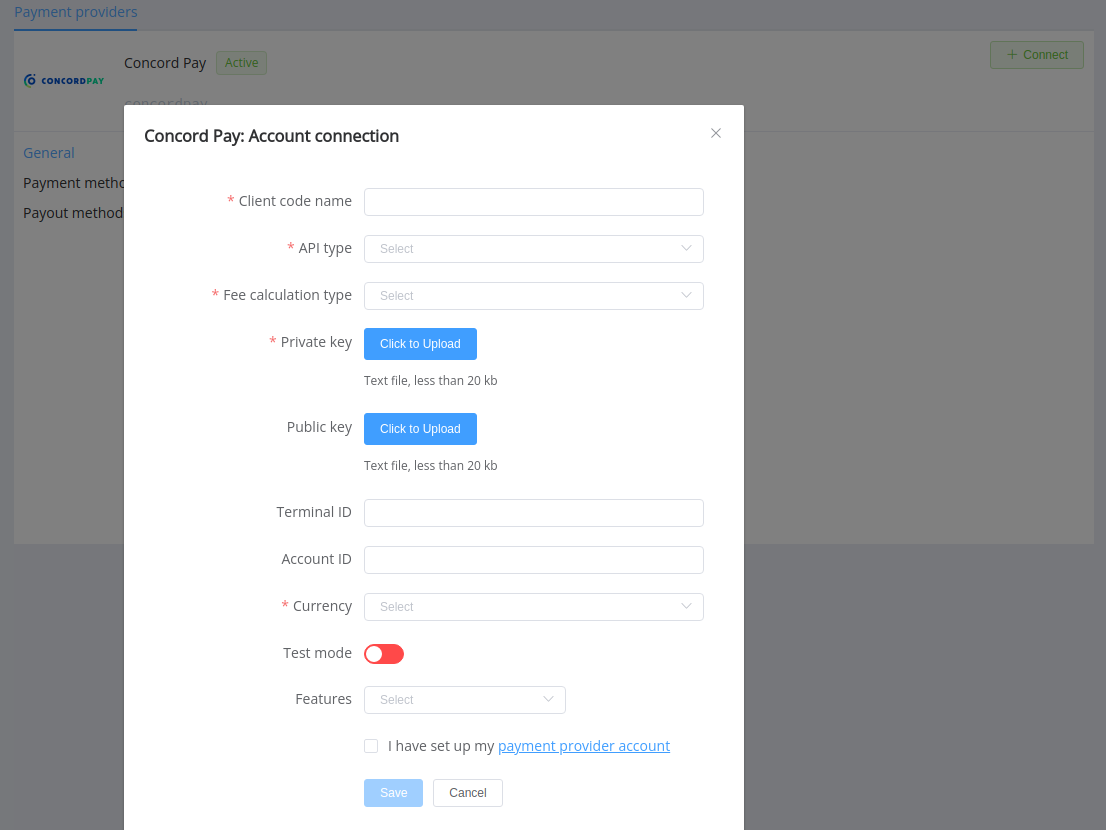 Payment providers
CONCORDPAY
Concord Pay
Active
+ Connect
concordpay
General
Payment metho
Payout method
Concord Pay: Account connection
* Client code name
* API type Select
* Fee calculation type Select
* Private key Click to Upload
Text file, less than 20 kb
Public key Click to Upload
Text file, less than 20 kb
Terminal ID
Account ID
* Currency Select
Test mode
Features Select
I have set up my payment provider account
Save Cancel